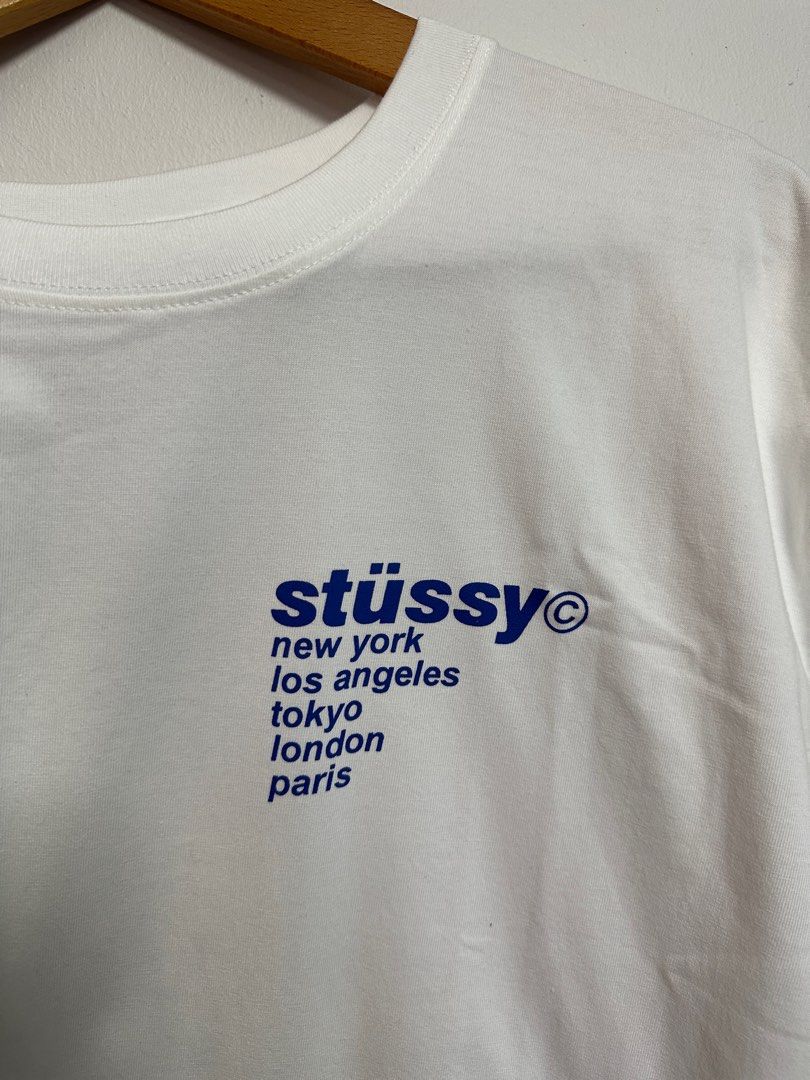 stüssy©
new york
los angeles
tokyo
london
paris